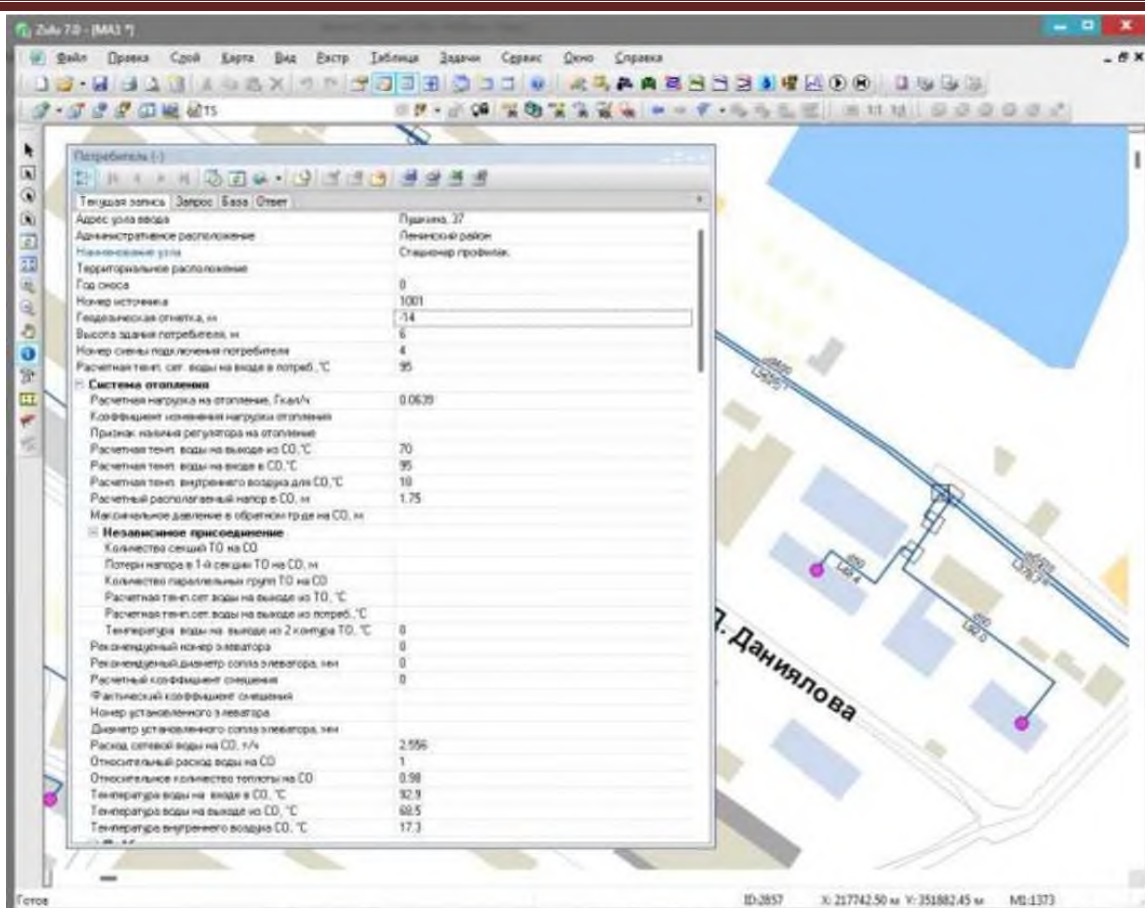 Zulu 7.0 - [МА1 *]
Файл Правка Слой Карта Вид Растр Таблица Задачи Сервис Окно Справка
TS
Потребитель (-)
Текущая запись Запрос База Ответ
Адрес узла ввода Пушкина, 37
Административное расположение Ленинский район
Наименование узла Стационар профилак.
Территориальное расположение
Год сноса 0
Номер источника 1001
Геодезическая отметка, м -14
Высота здания потребителя, м 6
Номер схемы подключения потребителя 4
Расчетная темп. сет. воды на входе в потреб.,°C 95
Система отопления
Расчетная нагрузка на отопление, Гкал/ч 0.0639
Коэффициент изменения нагрузки отопления
Признак наличия регулятора на отопление
Расчетная темп. воды на выходе из СО,°C 70
Расчетная темп. воды на входе в СО,°C 95
Расчетная темп. внутреннего воздуха для СО,°C 18
Расчетный располагаемый напор в СО, м 1.75
Максимальное давление в обратном тр-де на СО, м
Независимое присоединение
Количество секций ТО на СО
Потери напора в 1-й секции ТО на СО, м
Количество параллельных групп ТО на СО
Расчетная темп.сет.воды на выходе из ТО,°C
Расчетная темп.сет.воды на выходе из потреб.,°C
Температура воды на выходе из 2 контура ТО,°C 0
Рекомендуемый номер элеватора 0
Рекомендуемый диаметр сопла элеватора, мм 0
Расчетный коэффициент смешения 0
Фактический коэффициент смешения
Номер установленного элеватора
Диаметр установленного сопла элеватора, мм
Расход сетевой воды на СО, т/ч 2.556
Относительный расход воды на СО 1
Относительное количество теплоты на СО 0.98
Температура воды на входе в СО,°C 92.9
Температура воды на выходе из СО,°C 68.5
Температура внутреннего воздуха СО,°C 17.3
Д. Даниялова
Готов ID:2857 X: 217742.50 м Y: 351882.45 м М1:1373